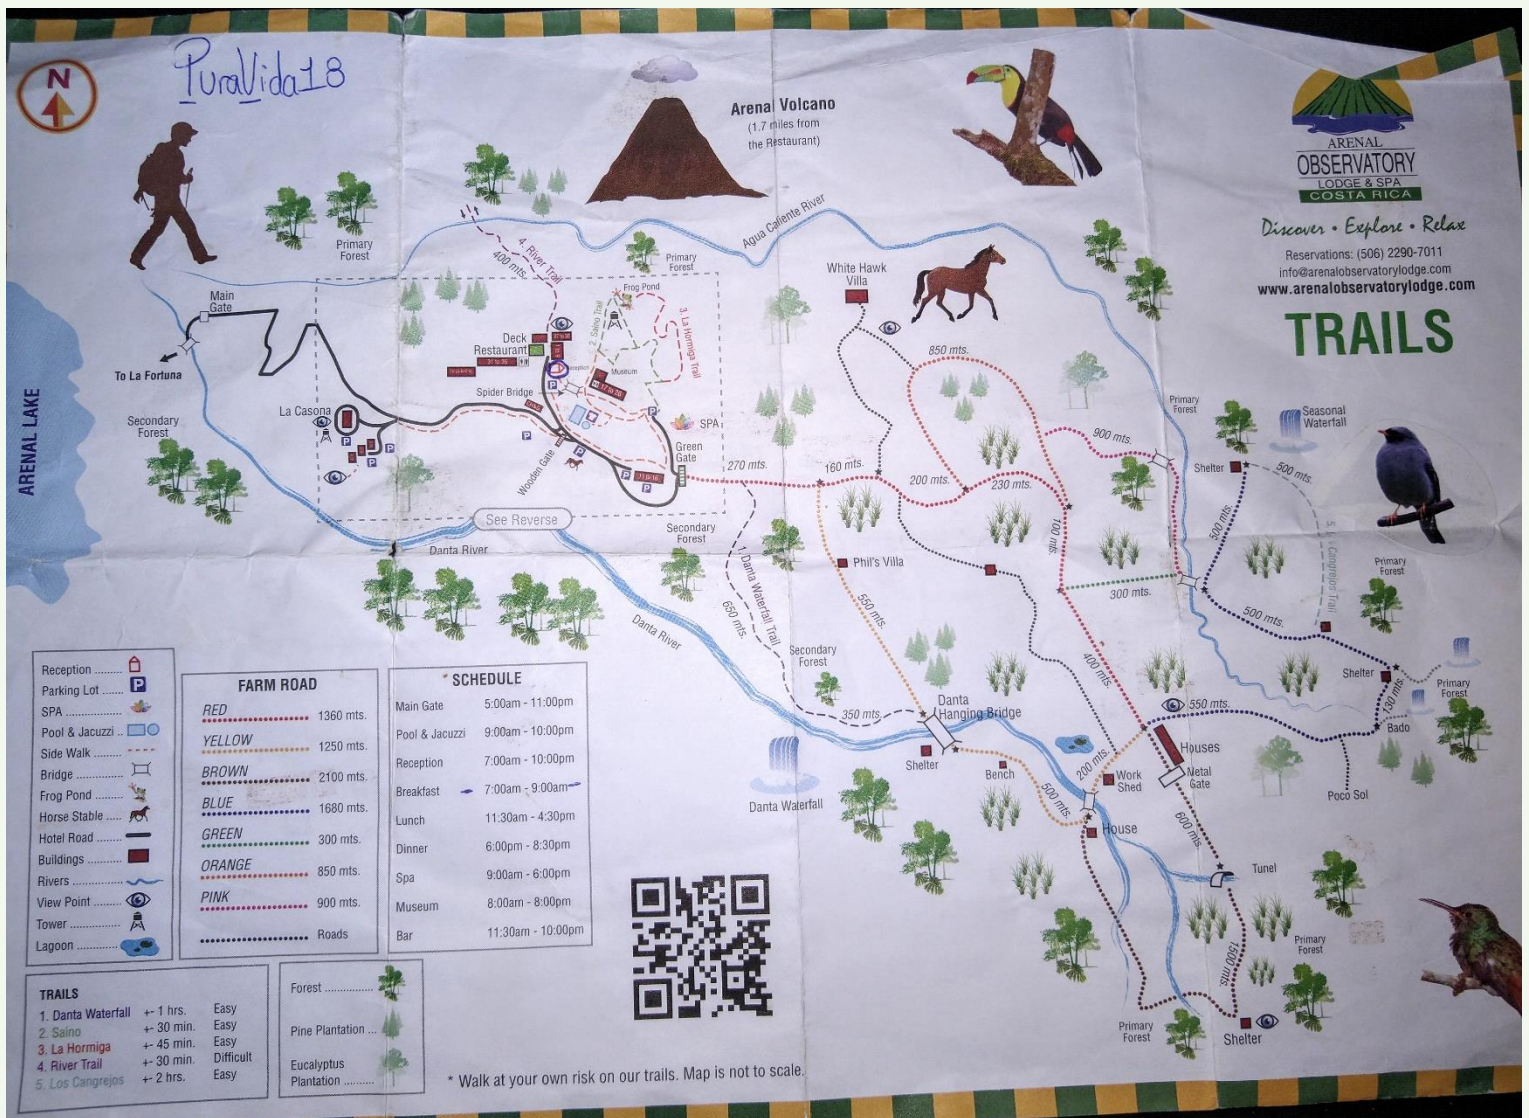 N
PuraVida18
Arenal Volcano
(1.7 miles from
the Restaurant)
ARENAL
OBSERVATORY
LODGE & SPA
COSTA RICA
Discover • Explore • Relax
Reservations: (506) 2290-7011
info@arenalobservatorylodge.com
www.arenalobservatorylodge.com
TRAILS
Primary
Forest
4. River Trail
400 mts.
Agua Caliente River
Primary
Forest
White Hawk
Villa
Main
Gate
To La Fortuna
ARENAL LAKE
Frog Pond
2. Saino Trail
3. La Hormiga Trail
Deck
Restaurant
Museum
Spider Bridge
La Casona
Secondary
Forest
SPA
Green
Gate
Wooden Gate
See Reverse
Danta River
270 mts.
160 mts.
200 mts.
230 mts.
850 mts.
900 mts.
100 mts.
300 mts.
Primary
Forest
Seasonal
Waterfall
Shelter
500 mts.
500 mts.
5. Los Cangrejos Trail
500 mts.
Primary
Forest
Secondary
Forest
1. Danta Waterfall Trail
650 mts.
Phil's Villa
550 mts.
Danta River
Secondary
Forest
350 mts.
Danta
Hanging Bridge
Shelter
Danta Waterfall
Bench
400 mts.
550 mts.
Shelter
130 mts.
Primary
Forest
Bado
Poco Sol
Houses
Netal
Gate
200 mts.
Work
Shed
500 mts.
House
600 mts.
Tunel
1500 mts.
Primary
Forest
Primary
Forest
Shelter
Reception
Parking Lot
SPA
Pool & Jacuzzi
Side Walk
Bridge
Frog Pond
Horse Stable
Hotel Road
Buildings
Rivers
View Point
Tower
Lagoon
FARM ROAD
RED 1360 mts.
YELLOW 1250 mts.
BROWN 2100 mts.
BLUE 1680 mts.
GREEN 300 mts.
ORANGE 850 mts.
PINK 900 mts.
Roads
SCHEDULE
Main Gate 5:00am - 11:00pm
Pool & Jacuzzi 9:00am - 10:00pm
Reception 7:00am - 10:00pm
Breakfast 7:00am - 9:00am
Lunch 11:30am - 4:30pm
Dinner 6:00pm - 8:30pm
Spa 9:00am - 6:00pm
Museum 8:00am - 8:00pm
Bar 11:30am - 10:00pm
TRAILS
1. Danta Waterfall +- 1 hrs. Easy
2. Saino +- 30 min. Easy
3. La Hormiga +- 45 min. Easy
4. River Trail +- 30 min. Difficult
5. Los Cangrejos +- 2 hrs. Easy
Forest
Pine Plantation
Eucalyptus
Plantation
* Walk at your own risk on our trails. Map is not to scale.